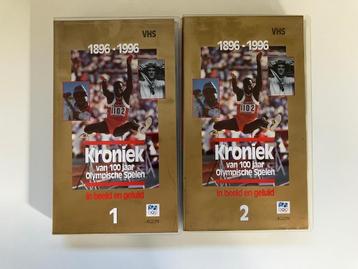 VHS
1896-1996
1102
Kroniek
van 100 jaar
Olympische Spelen
in beeld en geluid
1
VHS
1896-1996
1102
Kroniek
van 100 jaar
Olympische Spelen
in beeld en geluid
2